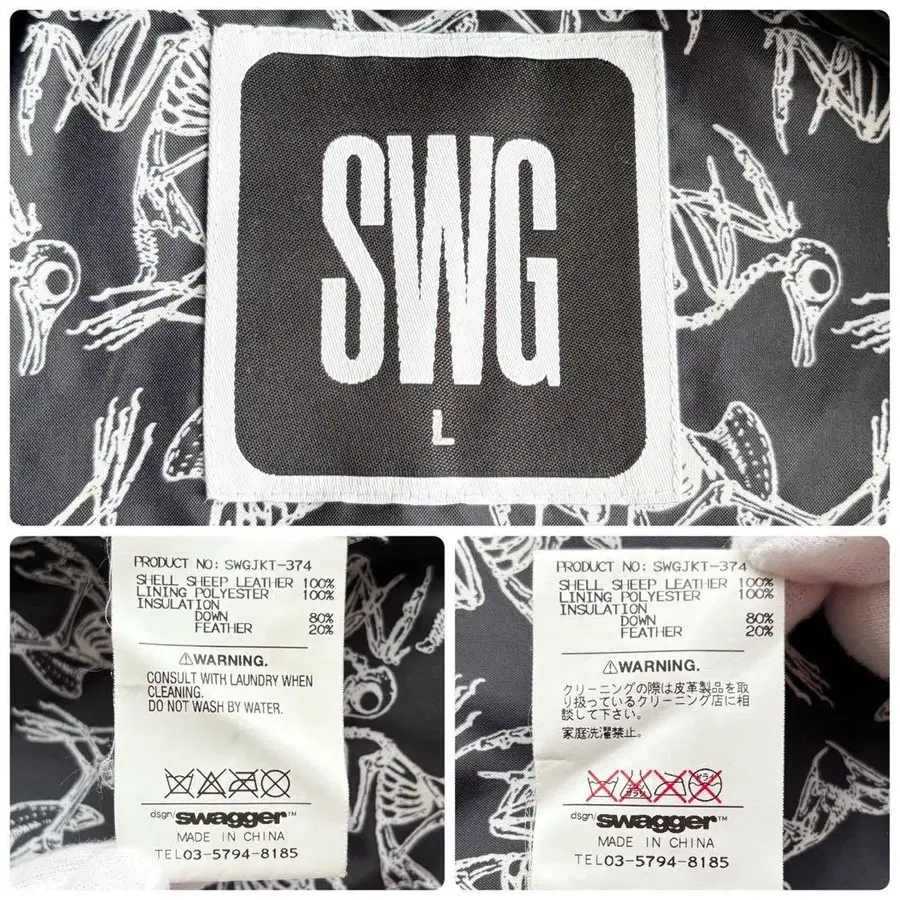 SWG
L
PRODUCT NO: SWGJKT-374
SHELL SHEEP LEATHER 100%
LINING POLYESTER 100%
INSULATION
DOWN 80%
FEATHER 20%
⚠WARNING.
CONSULT WITH LAUNDRY WHEN
CLEANING.
DO NOT WASH BY WATER.
dsgn/swagger™
MADE IN CHINA
TEL03-5794-8185
PRODUCT NO: SWGJKT-374
SHELL SHEEP LEATHER 100%
LINING POLYESTER 100%
INSULATION
DOWN 80%
FEATHER 20%
⚠WARNING.
クリーニングの際は皮革製品を取
り扱っているクリーニング店に相
談して下さい。
家庭洗濯禁止。
dsgn/swagger™
MADE IN CHINA
TEL03-5794-8185